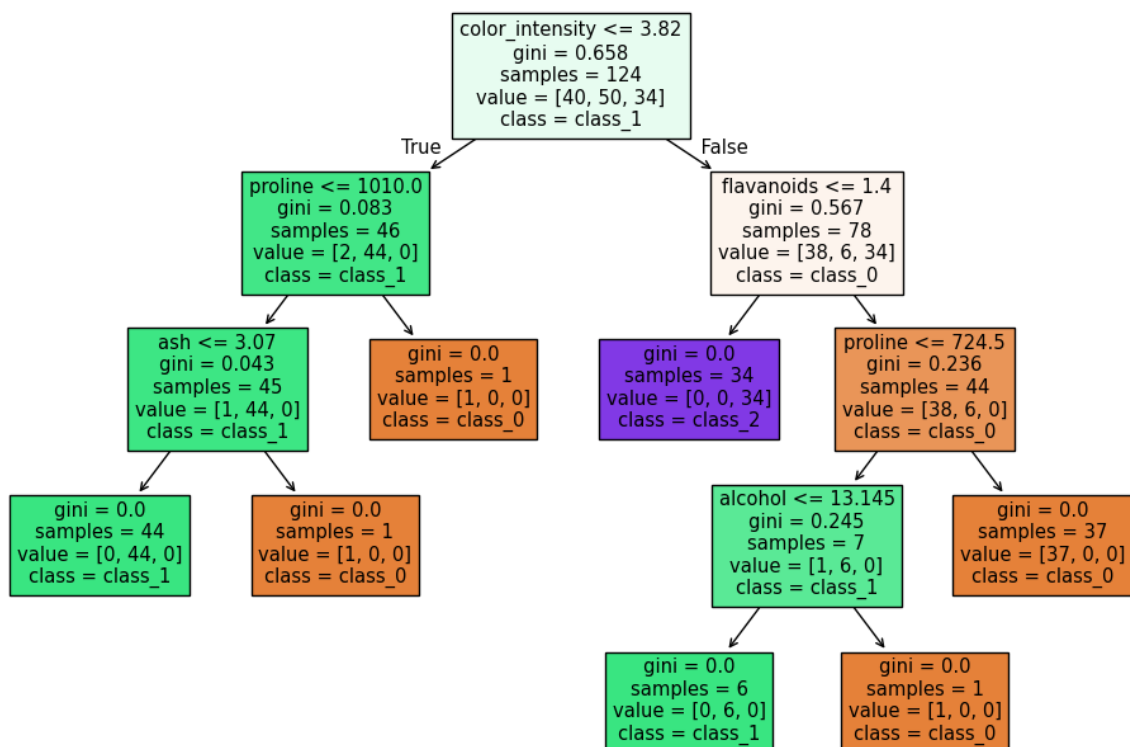 color_intensity <= 3.82
gini = 0.658
samples = 124
value = [40, 50, 34]
class = class_1
True
False
proline <= 1010.0
gini = 0.083
samples = 46
value = [2, 44, 0]
class = class_1
flavanoids <= 1.4
gini = 0.567
samples = 78
value = [38, 6, 34]
class = class_0
ash <= 3.07
gini = 0.043
samples = 45
value = [1, 44, 0]
class = class_1
gini = 0.0
samples = 1
value = [1, 0, 0]
class = class_0
gini = 0.0
samples = 34
value = [0, 0, 34]
class = class_2
proline <= 724.5
gini = 0.236
samples = 44
value = [38, 6, 0]
class = class_0
gini = 0.0
samples = 44
value = [0, 44, 0]
class = class_1
gini = 0.0
samples = 1
value = [1, 0, 0]
class = class_0
alcohol <= 13.145
gini = 0.245
samples = 7
value = [1, 6, 0]
class = class_1
gini = 0.0
samples = 37
value = [37, 0, 0]
class = class_0
gini = 0.0
samples = 6
value = [0, 6, 0]
class = class_1
gini = 0.0
samples = 1
value = [1, 0, 0]
class = class_0